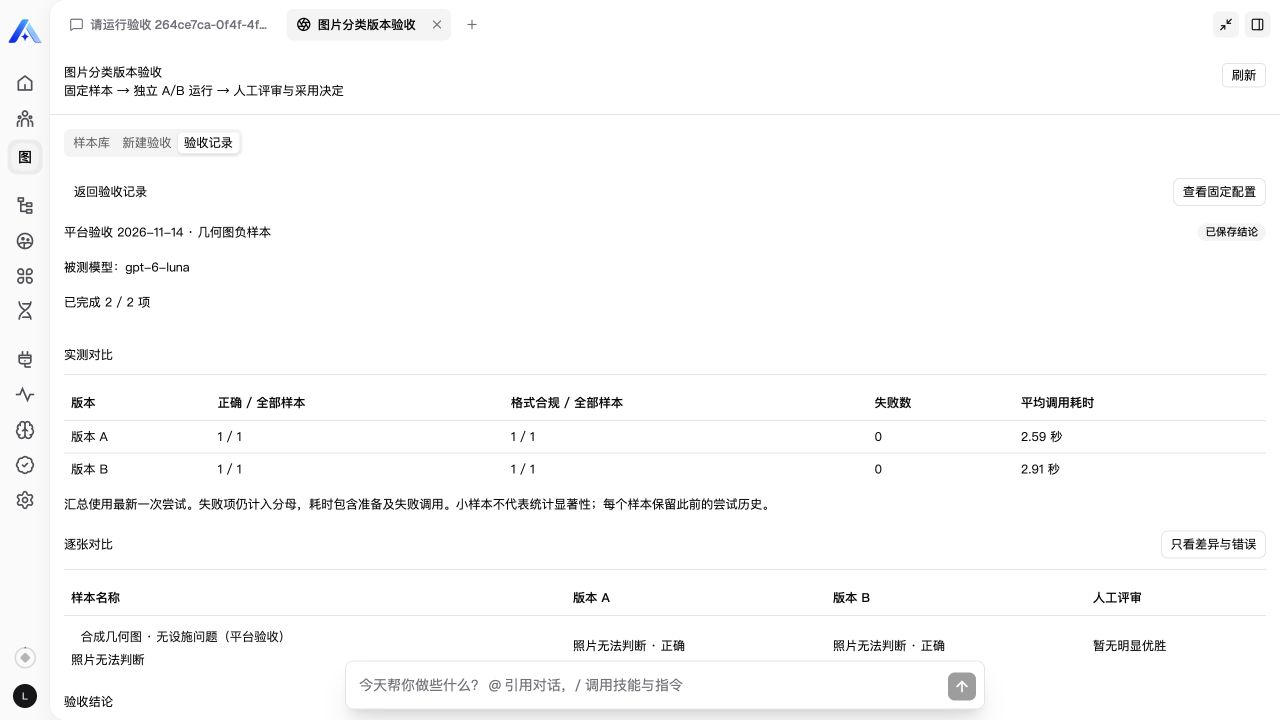 请运行验收 264ce7ca-0f4f-4f...
图片分类版本验收
图片分类版本验收
固定样本 → 独立 A/B 运行 → 人工评审与采用决定
刷新
图
样本库 新建验收 验收记录
返回验收记录
查看固定配置
平台验收 2026-11-14 · 几何图负样本
已保存结论
被测模型：gpt-6-luna
已完成 2 / 2 项
实测对比
版本 正确 / 全部样本 格式合规 / 全部样本 失败数 平均调用耗时
版本 A 1 / 1 1 / 1 0 2.59 秒
版本 B 1 / 1 1 / 1 0 2.91 秒
汇总使用最新一次尝试。失败项仍计入分母，耗时包含准备及失败调用。小样本不代表统计显著性；每个样本保留此前的尝试历史。
逐张对比
只看差异与错误
样本名称 版本 A 版本 B 人工评审
合成几何图 · 无设施问题（平台验收）
照片无法判断
照片无法判断 · 正确 照片无法判断 · 正确 暂无明显优胜
今天帮你做些什么？ @ 引用对话，/ 调用技能与指令
验收结论
L